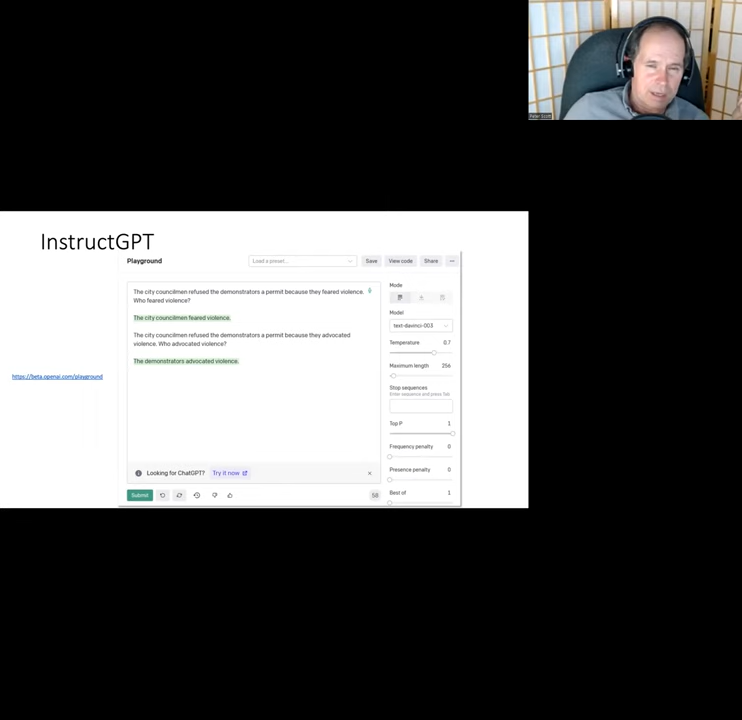 Peter Scott
InstructGPT
Playground
Load a preset...
Save
View code
Share
The city councilmen refused the demonstrators a permit because they feared violence.
Who feared violence?
The city councilmen feared violence.
The city councilmen refused the demonstrators a permit because they advocated
violence. Who advocated violence?
The demonstrators advocated violence.
https://beta.openai.com/playground
Looking for ChatGPT? Try it now
Submit
58
Mode
Model
text-davinci-003
Temperature 0.7
Maximum length 256
Stop sequences
Enter sequence and press Tab
Top P 1
Frequency penalty 0
Presence penalty 0
Best of 1